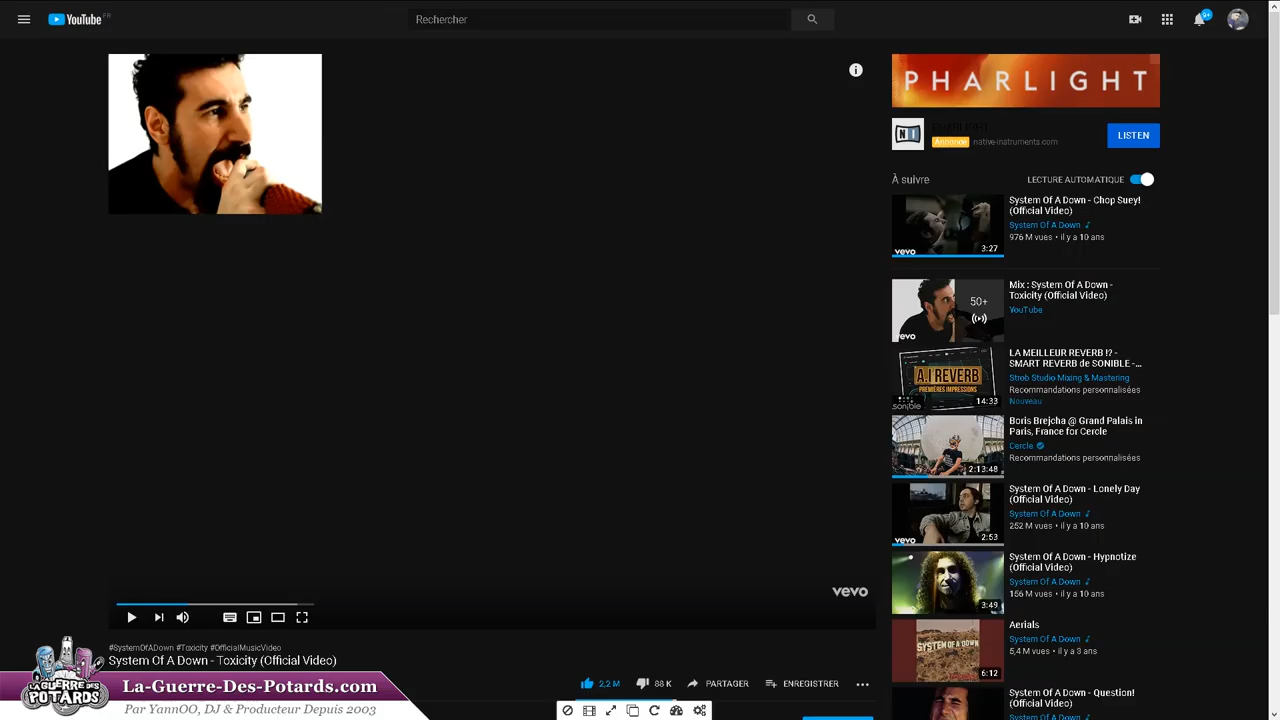 YouTube FR
Rechercher
9+
PHARLIGHT
Annonce native-instruments.com
LISTEN
À suivre
LECTURE AUTOMATIQUE
System Of A Down - Chop Suey!
(Official Video)
System Of A Down
976 M vues • il y a 10 ans
vevo
3:27
Mix : System Of A Down -
Toxicity (Official Video)
YouTube
50+
vevo
LA MEILLEUR REVERB !? -
SMART REVERB de SONIBLE -...
Strob Studio Mixing & Mastering
Recommandations personnalisées
Nouveau
A.I REVERB
PREMIÈRES IMPRESSIONS
sonible
14:33
Boris Brejcha @ Grand Palais in
Paris, France for Cercle
Cercle
Recommandations personnalisées
2:13:48
System Of A Down - Lonely Day
(Official Video)
System Of A Down
252 M vues • il y a 10 ans
vevo
2:53
System Of A Down - Hypnotize
(Official Video)
System Of A Down
156 M vues • il y a 10 ans
3:49
Aerials
System Of A Down
5,4 M vues • il y a 3 ans
SYSTEM OF A DOWN
6:12
System Of A Down - Question!
(Official Video)
vevo
#SystemOfADown #Toxicity #OfficialMusicVideo
System Of A Down - Toxicity (Official Video)
2,2 M
88 K
PARTAGER
ENREGISTRER
LA GUERRE DES
POTARDS
La-Guerre-Des-Potards.com
Par YannOO, DJ & Producteur Depuis 2003